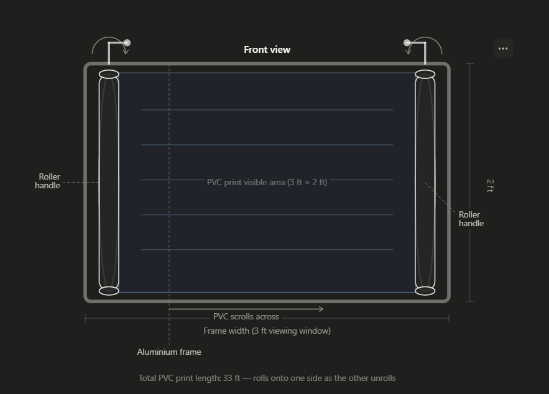 Front view
PVC print visible area (3 ft × 2 ft)
Roller
handle
2 ft
Roller
handle
PVC scrolls across
Frame width (3 ft viewing window)
Aluminium frame
Total PVC print length: 33 ft — rolls onto one side as the other unrolls